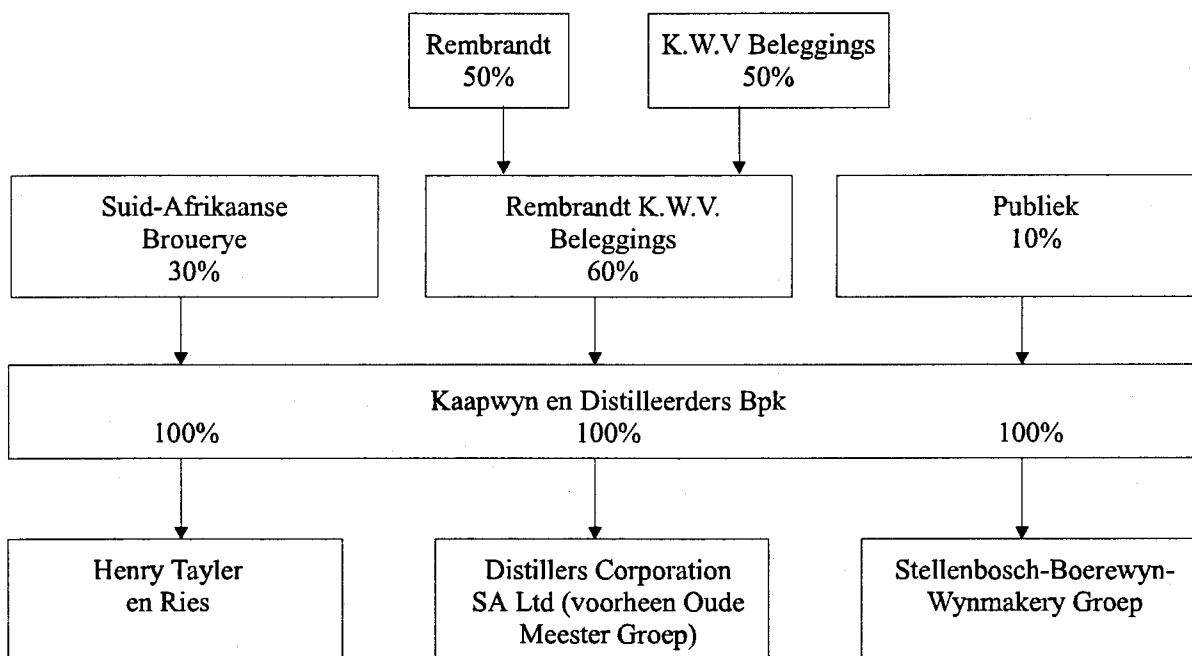 Rembrandt
50%
K.W.V Beleggings
50%
Suid-Afrikaanse
Brouerye
30%
Rembrandt K.W.V.
Beleggings
60%
Publiek
10%
Kaapwyn en Distilleerders Bpk
100% 100% 100%
Henry Tayler
en Ries
Distillers Corporation
SA Ltd (voorheen Oude
Meester Groep)
Stellenbosch-Boerewyn-
Wynmakery Groep